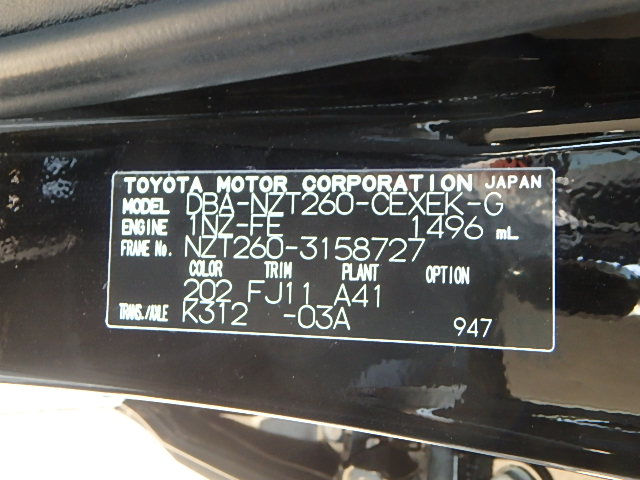 TOYOTA MOTOR CORPORATION JAPAN
MODEL DBA-NZT260-CEXEK-G
ENGINE 1NZ-FE 1496 mL
FRAME No. NZT260-3158727
COLOR TRIM PLANT OPTION
202 FJ11 A41
TRANS./AXLE K312 -03A
947